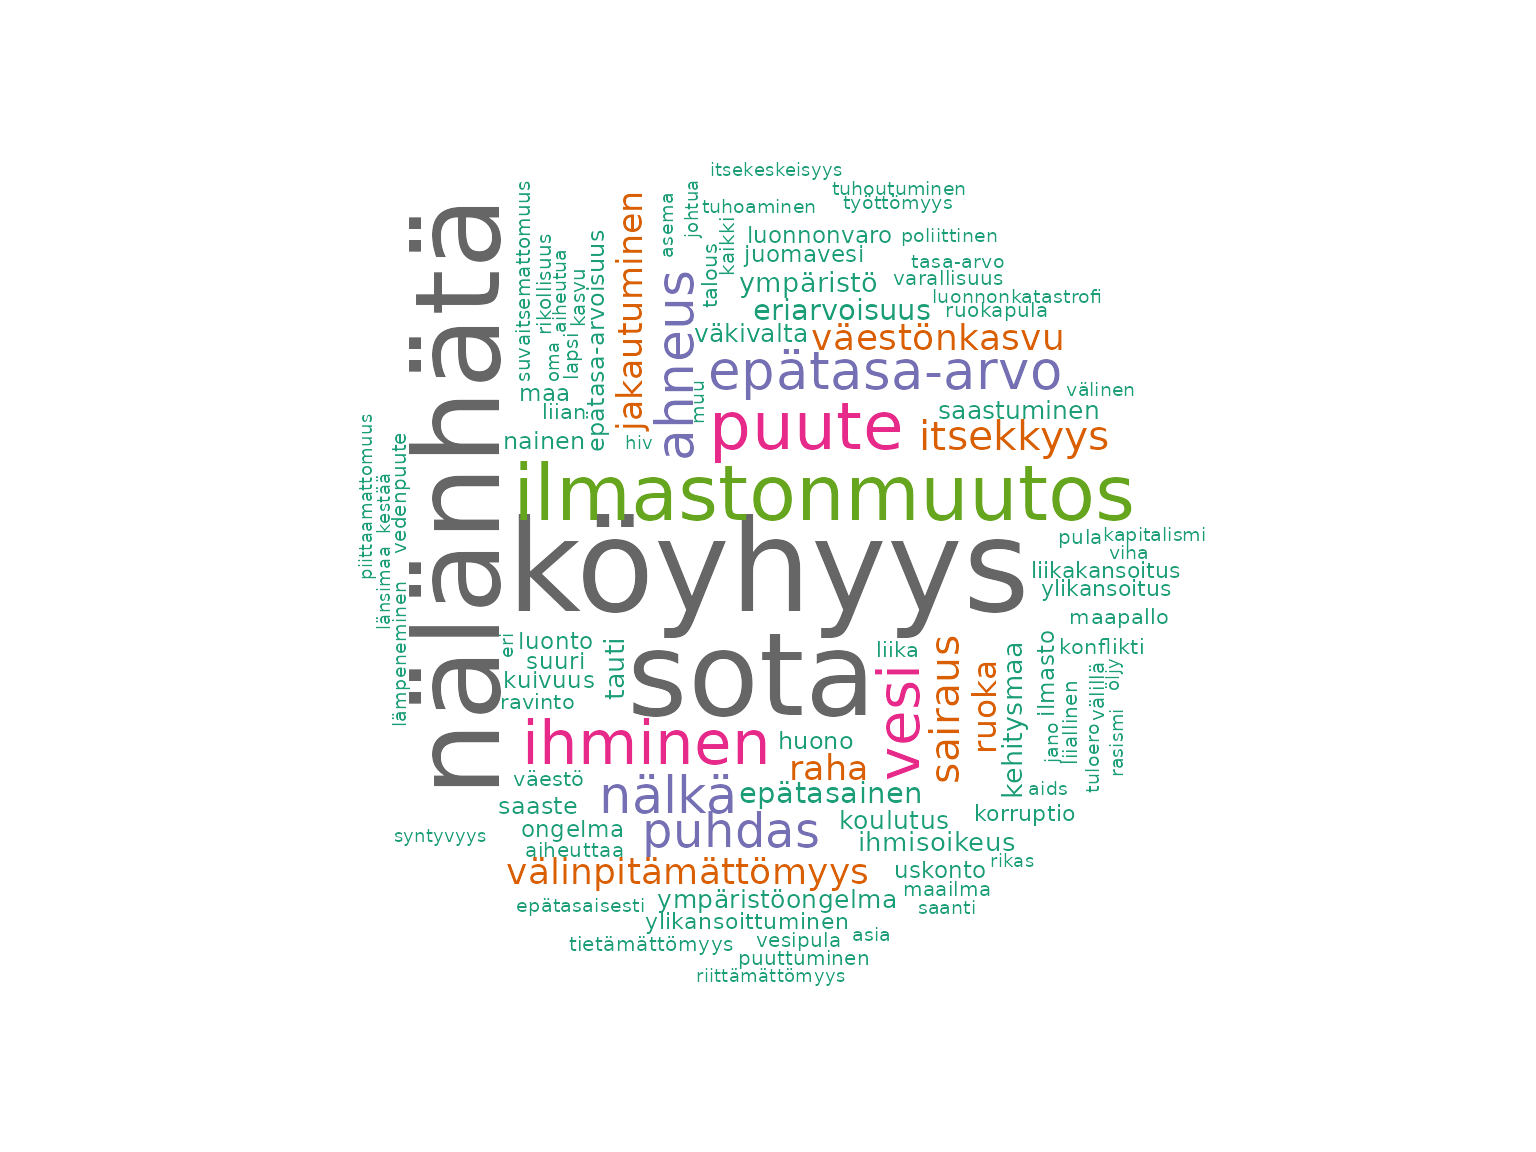 itsekeskeisyys
tuhoutuminen
työttömyys
tuhoaminen
johtua
asema
kaikki
talous
luonnonvaro
poliittinen
juomavesi
tasa-arvo
varallisuus
ympäristö
luonnonkatastrofi
ruokapula
eriarvoisuus
väkivalta
väestönkasvu
epätasa-arvo
välinen
suvaitsemattomuus
rikollisuus
aiheutua
kasvu
oma
lapsi
epätasa-arvoisuus
jakautuminen
ahneus
muu
maa
liian
nainen
hiv
puute
saastuminen
itsekkyys
nälänhätä
piittaamattomuus
kestää
vedenpuute
länsimaa
lämpeneminen
ilmastonmuutos
köyhyys
pula
kapitalismi
viha
liikakansoitus
ylikansoitus
maapallo
konflikti
eri
luonto
suuri
kuivuus
ravinto
tauti
sota
liika
vesi
sairaus
ruoka
kehitysmaa
ilmasto
jano
liiallinen
tuloero
välillä
öljy
rasismi
ihminen
huono
raha
väestö
nälkä
epätasainen
aids
saaste
puhdas
koulutus
korruptio
syntyvyys
ongelma
aiheuttaa
ihmisoikeus
välinpitämättömyys
uskonto
rikas
maailma
epätasaisesti
ympäristöongelma
saanti
ylikansoittuminen
tietämättömyys
vesipula
asia
puuttuminen
riittämättömyys